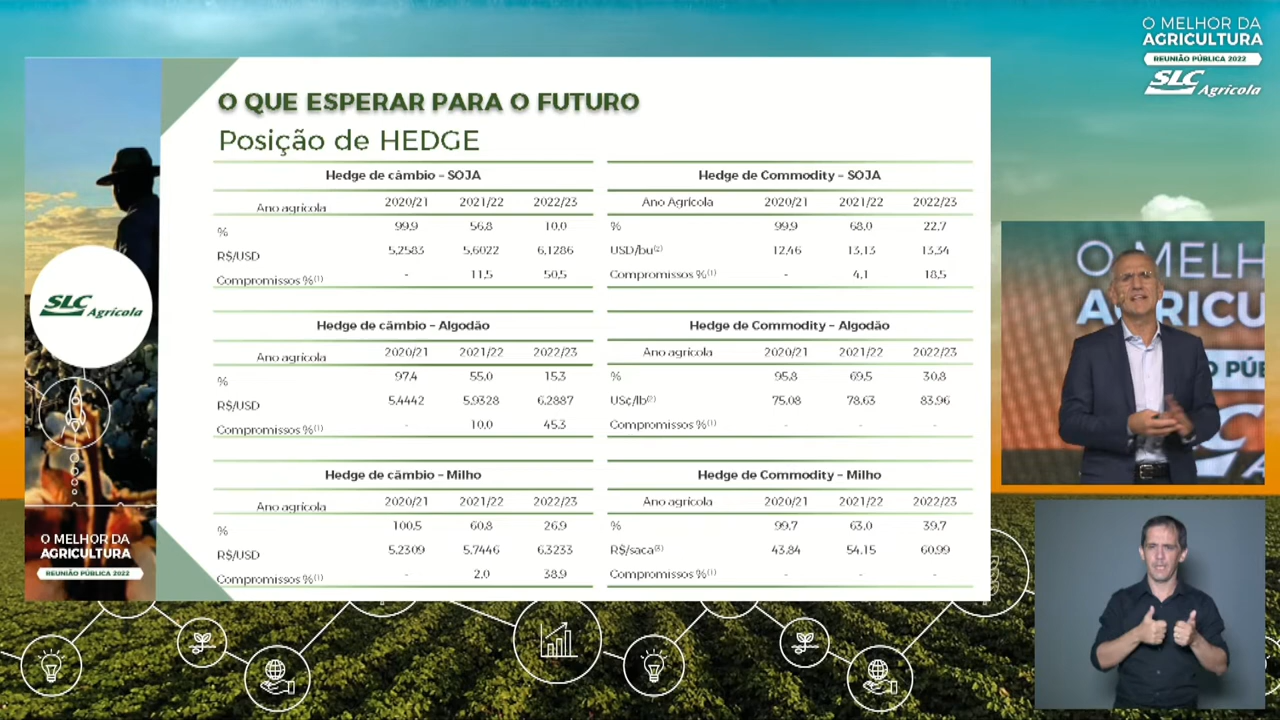 O MELHOR DA
AGRICULTURA
REUNIÃO PÚBLICA 2022
SLC Agrícola
O QUE ESPERAR PARA O FUTURO
Posição de HEDGE
Hedge de câmbio – SOJA
Ano agrícola 2020/21 2021/22 2022/23
% 99,9 56,8 10,0
R$/USD 5,2583 5,6022 6,1286
Compromissos %(1) - 11,5 50,5
Hedge de Commodity – SOJA
Ano Agrícola 2020/21 2021/22 2022/23
% 99,9 68,0 22,7
USD/bu(2) 12,46 13,13 13,34
Compromissos %(1) - 4,1 18,5
Hedge de câmbio – Algodão
Ano agrícola 2020/21 2021/22 2022/23
% 97,4 55,0 15,3
R$/USD 5,4442 5,9328 6,2887
Compromissos %(1) - 10,0 45,3
Hedge de Commodity – Algodão
Ano agrícola 2020/21 2021/22 2022/23
% 95,8 69,5 30,8
US¢/lb(2) 75,08 78,63 83,96
Compromissos %(1) - - -
Hedge de câmbio – Milho
Ano agrícola 2020/21 2021/22 2022/23
% 100,5 60,8 26,9
R$/USD 5,2309 5,7446 6,3233
Compromissos %(1) - 2,0 38,9
Hedge de Commodity – Milho
Ano agrícola 2020/21 2021/22 2022/23
% 99,7 63,0 39,7
R$/saca(3) 43,84 54,15 60,99
Compromissos %(1) - - -
SLC Agrícola
O MELHOR DA
AGRICULTURA
REUNIÃO PÚBLICA 2022
O MELH
AGRICU
O PÚB